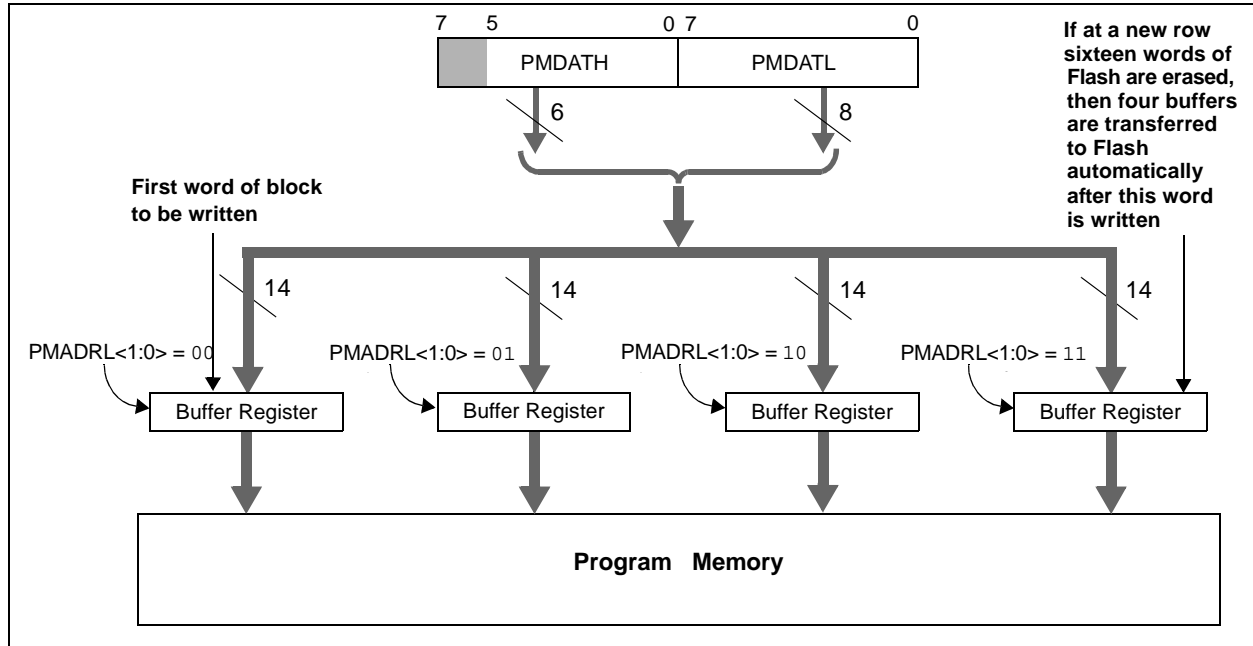 7 5 0 7 0
PMDATH PMDATL
6 8
If at a new row
sixteen words of
Flash are erased,
then four buffers
are transferred
to Flash
automatically
after this word
is written
First word of block
to be written
14 14 14 14
PMADRL<1:0> = 00 PMADRL<1:0> = 01 PMADRL<1:0> = 10 PMADRL<1:0> = 11
Buffer Register Buffer Register Buffer Register Buffer Register
Program Memory